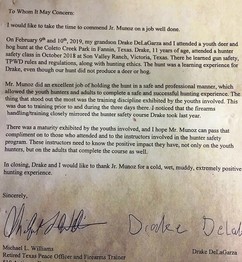 To Whom It May Concern:
I would like to take the time to commend Jr. Munoz on a job well done.
On February 9th and 10th, 2019, my grandson Drake DeLaGarza and I attended a youth deer and
hog hunt at the Coleto Creek Park in Fannin, Texas. Drake, 11 years of age, attended a hunter
safety class in October 2018 at Sun Valley Ranch, Victoria, Texas. There he learned gun safety,
TPWD rules and regulations, along with hunting ethics. The hunt was a learning experience for
Drake, even though our hunt did not produce a deer or hog.
Mr. Munoz did an excellent job of holding the hunt in a safe and professional manner, which
allowed the youth hunters and adults to complete a safe and successful hunting experience. The
thing that stood out the most was the training discipline exhibited by the youths involved. This
was due to training prior to and during the three days there. I noticed that the firearms
handling/training closely mirrored the hunter safety course Drake took last year.
There was a maturity exhibited by the youths involved, and I hope Mr. Munoz can pass that
compliment on to those who attended and to the instructors involved in the hunter safety
program. These instructors need to know the positive impact they have, not only on the youth
hunters, but on the adults that complete the course as well.
In closing, Drake and I would like to thank Jr. Munoz for a cold, wet, muddy, extremely positive
hunting experience.
Sincerely,
Drake DeLaG
Michael L. Williams Drake DeLaG
Retired Texas Peace Officer and Firearms Trainer